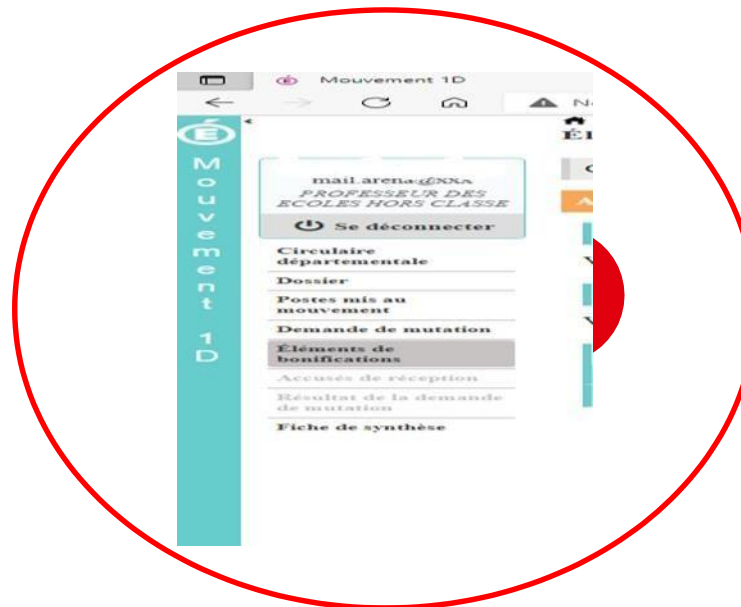 Mouvement 1D
É
Mouvement 1D
mail.arena@xxx
PROFESSEUR DES
ECOLES HORS CLASSE
Se déconnecter
Circulaire
départementale
Dossier
Postes mis au
mouvement
Demande de mutation
Éléments de
bonifications
Accusés de réception
Résultat de la demande
de mutation
Fiche de synthèse